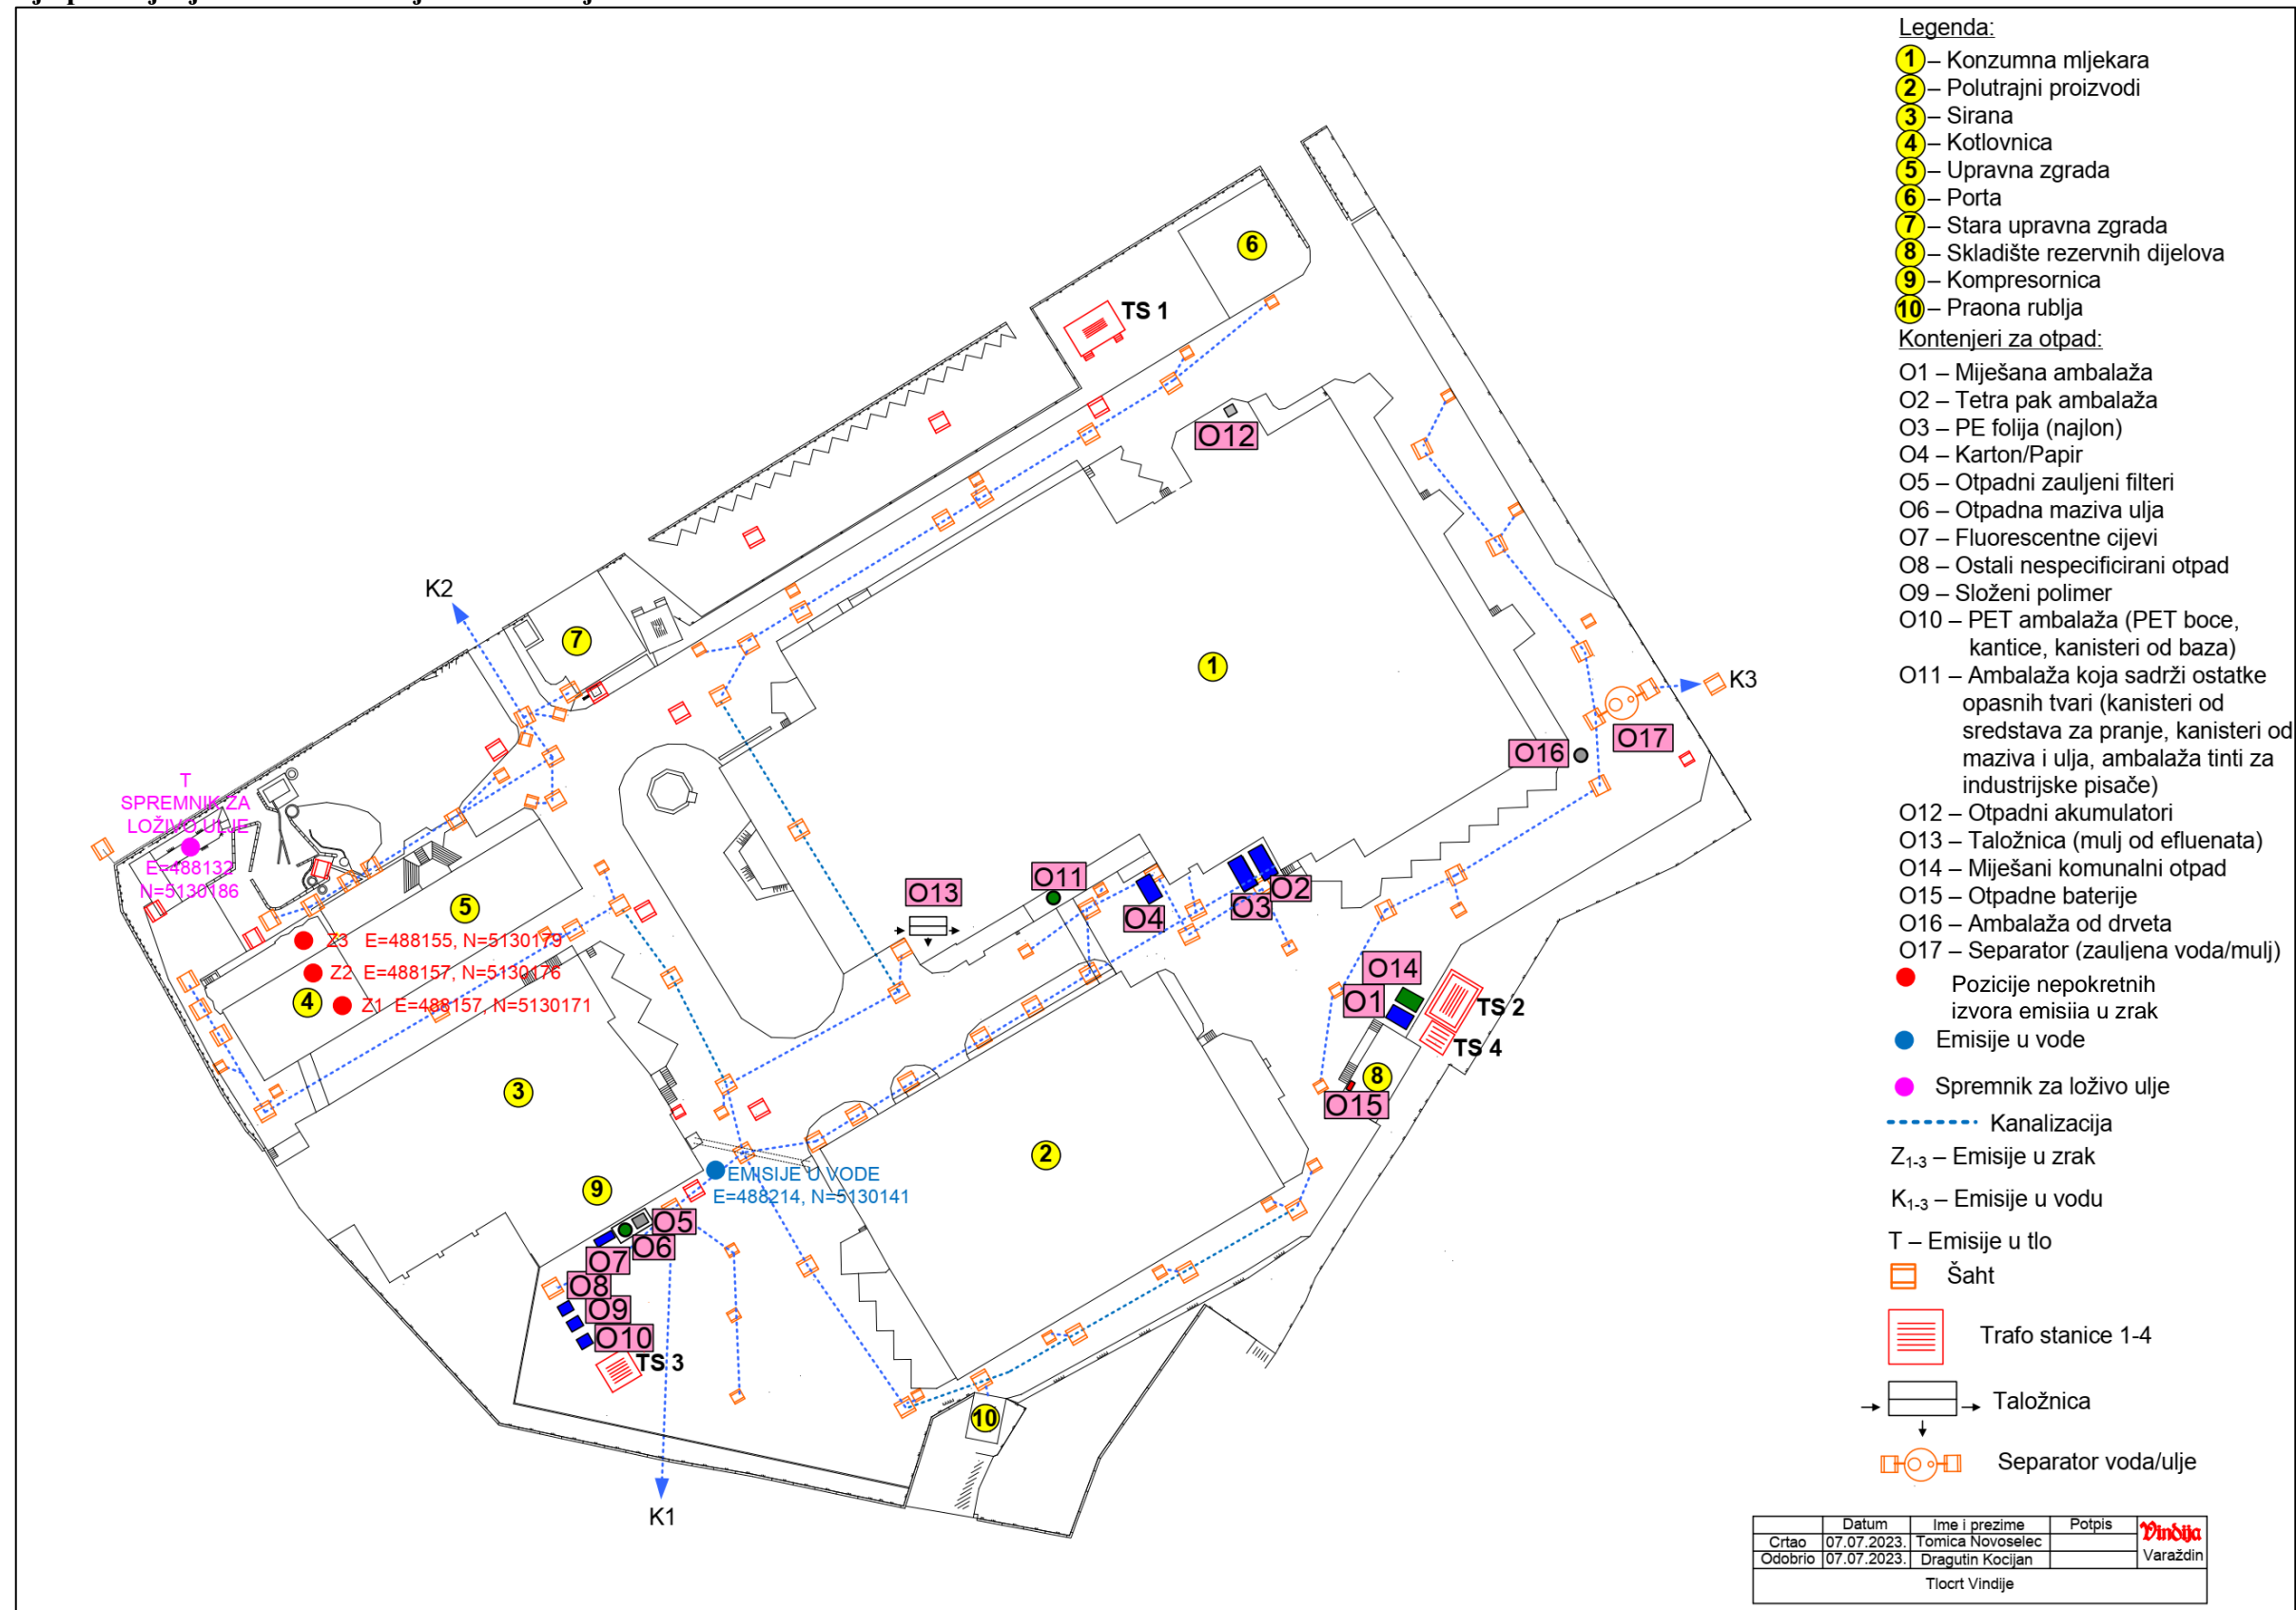 Legenda:
1 – Konzumna mljekara
2 – Polutrajni proizvodi
3 – Sirana
4 – Kotlovnica
5 – Upravna zgrada
6 – Porta
7 – Stara upravna zgrada
8 – Skladište rezervnih dijelova
9 – Kompresornica
10 – Praona rublja
Kontenjeri za otpad:
O1 – Miješana ambalaža
O2 – Tetra pak ambalaža
O3 – PE folija (najlon)
O4 – Karton/Papir
O5 – Otpadni zauljeni filteri
O6 – Otpadna maziva ulja
O7 – Fluorescentne cijevi
O8 – Ostali nespecificirani otpad
O9 – Složeni polimer
O10 – PET ambalaža (PET boce,
kantice, kanisteri od baza)
O11 – Ambalaža koja sadrži ostatke
opasnih tvari (kanisteri od
sredstava za pranje, kanisteri od
maziva i ulja, ambalaža tinti za
industrijske pisače)
O12 – Otpadni akumulatori
O13 – Taložnica (mulj od efluenata)
O14 – Miješani komunalni otpad
O15 – Otpadne baterije
O16 – Ambalaža od drveta
O17 – Separator (zauljena voda/mulj)
Pozicije nepokretnih
izvora emisija u zrak
Emisije u vode
Spremnik za loživo ulje
Kanalizacija
Z1-3 – Emisije u zrak
K1-3 – Emisije u vodu
T – Emisije u tlo
Šaht
Trafo stanice 1-4
Taložnica
Separator voda/ulje
6
TS 1
O12
K2
7
1
K3
O17
O16
T
SPREMNIK ZA
LOŽIVO ULJE
E=488132
N=5130186
5
O13
O11
O4
O3
O2
Z3 E=488155, N=5130179
Z2 E=488157, N=5130176
4
Z1 E=488157, N=5130171
O14
O1
TS 2
TS 4
8
O15
3
2
9
EMISIJE U VODE
E=488214, N=5130141
O5
O6
O7
O8
O9
O10
TS 3
10
K1
Datum Ime i prezime Potpis Vindija
Crtao 07.07.2023. Tomica Novoselec
Odobrio 07.07.2023. Dragutin Kocijan
Varaždin
Tlocrt Vindije